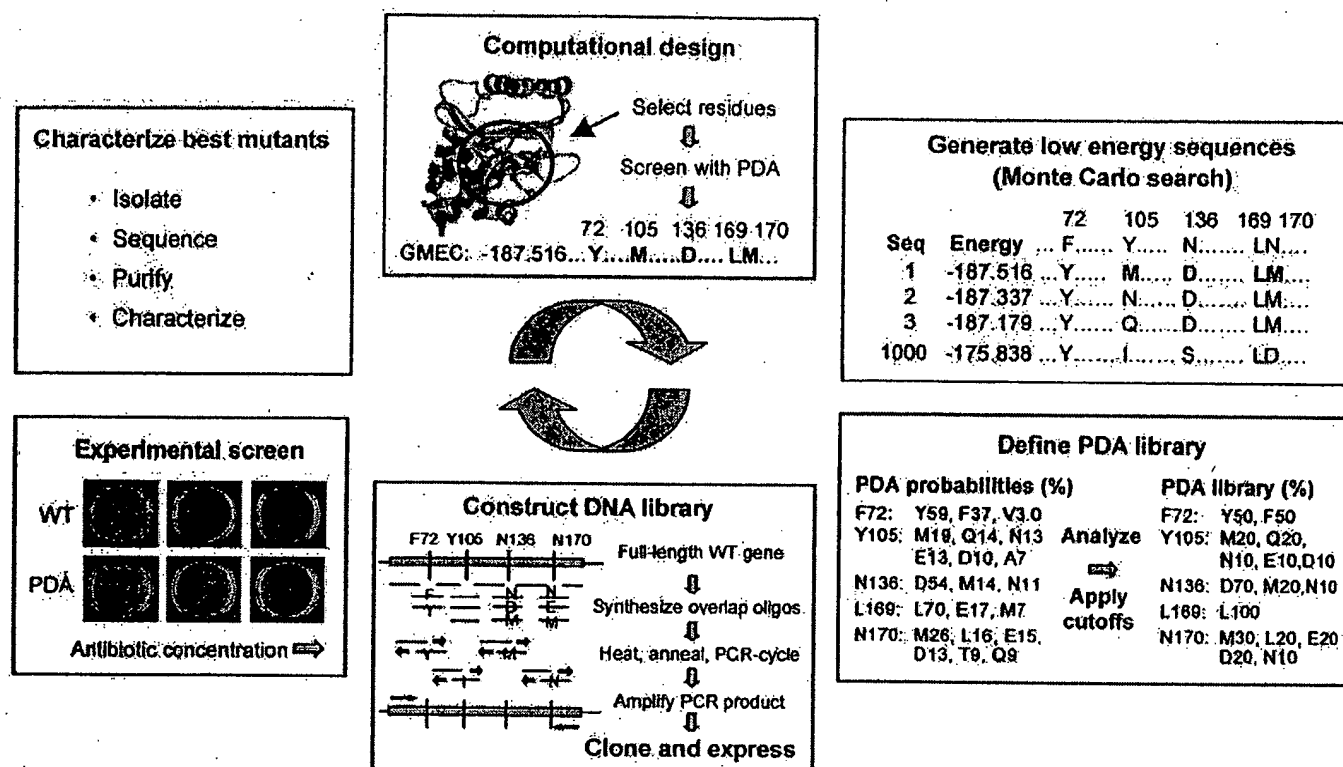 Computational design
Select residues
Screen with PDA
72 105 136 169 170
GMEC: -187.516...Y....M....D.... LM...
Generate low energy sequences
(Monte Carlo search)
72 105 136 169 170
Seq Energy ... F...... Y..... N....... LN....
1 -187.516 ...Y...... M...... D....... LM....
2 -187.337 ...Y...... N...... D....... LM....
3 -187.179 ...Y...... Q...... D....... LM....
1000 -175.838 ...Y...... I....... S....... LD....
Define PDA library
PDA probabilities (%)
F72: Y59, F37, V3.0
Y105: M19, Q14, N13
E13, D10, A7
N136: D54, M14, N11
L169: L70, E17, M7
N170: M26, L16, E15,
D13, T9, Q9
Analyze
Apply
cutoffs
PDA library (%)
F72: Y50, F50
Y105: M20, Q20,
N10, E10,D10
N136: D70, M20,N10
L169: L100
N170: M30, L20, E20
D20, N10
Construct DNA library
F72 Y105 N136 N170
Full-length WT gene
F N N
Y D E
M M
Synthesize overlap oligos
Y M
Heat, anneal, PCR-cycle
I N
Amplify PCR product
Clone and express
Experimental screen
WT
PDA
Antibiotic concentration
Characterize best mutants
• Isolate
• Sequence
• Purify
• Characterize